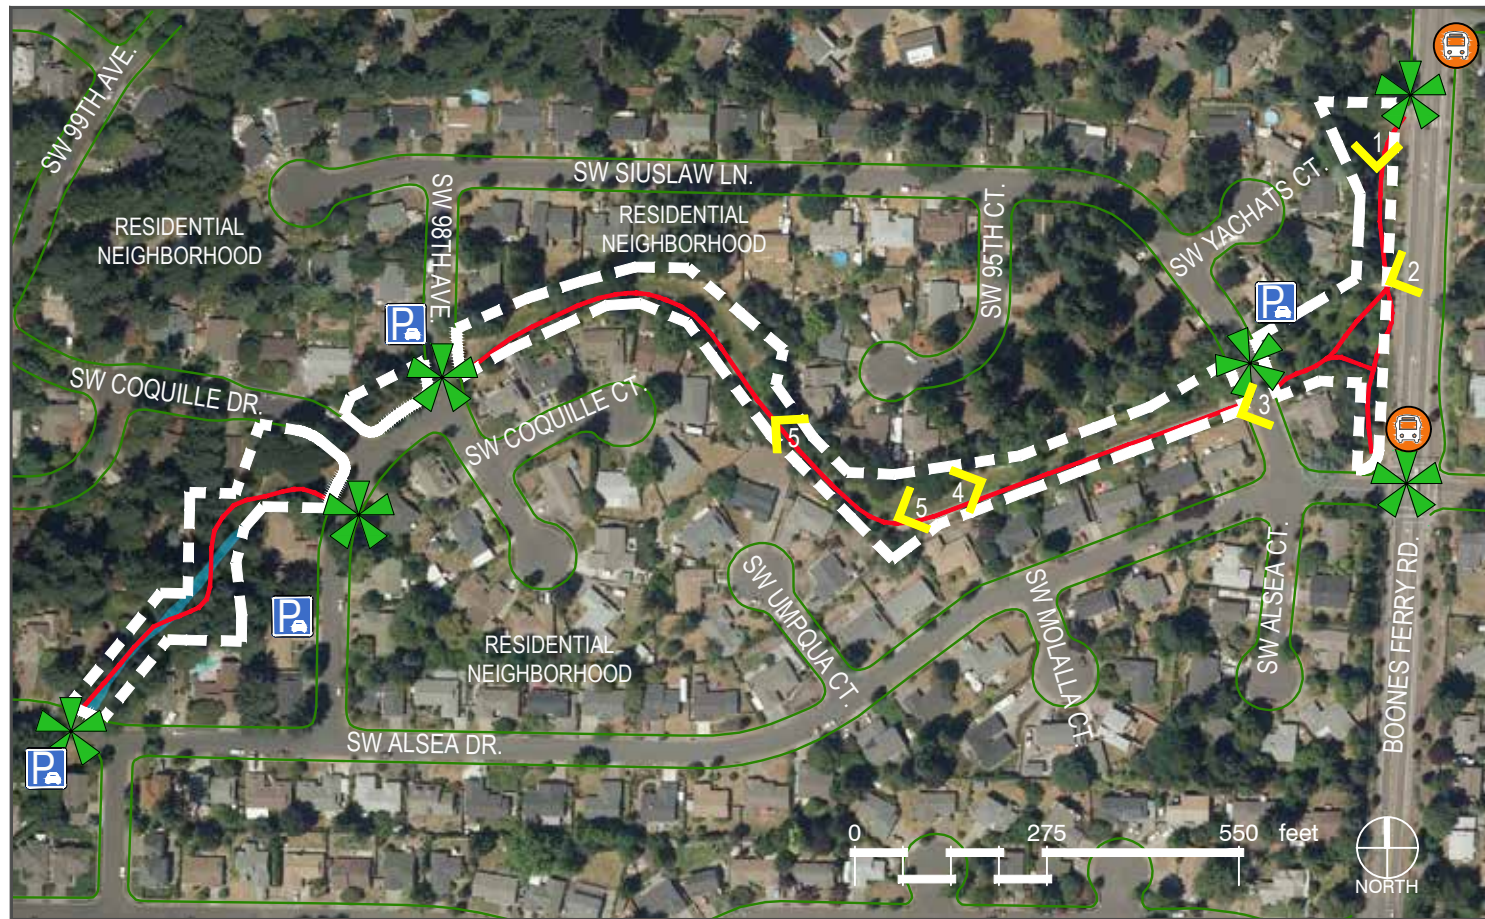 SW 99TH AVE.
SW SIUSLAW LN.
SW 98TH AVE.
RESIDENTIAL
NEIGHBORHOOD
RESIDENTIAL
NEIGHBORHOOD
SW 95TH CT.
SW YACHATS CT.
1
2
P
P
SW COQUILLE DR.
SW COQUILLE CT.
3
5
4
5
P
SW UMPQUA CT.
SW MOLALLA CT.
SW ALSEA CT.
BOONES FERRY RD.
RESIDENTIAL
NEIGHBORHOOD
SW ALSEA DR.
P
0 275 550 feet
NORTH